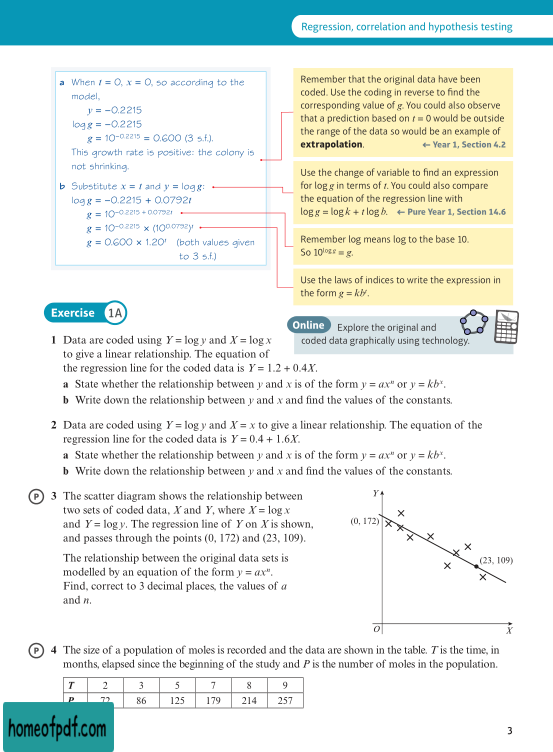 Regression, correlation and hypothesis testing
a When t = 0, x = 0, so according to the
model,
y = −0.2215
log g = −0.2215
g = 10^−0.2215 = 0.600 (3 s.f.).
This growth rate is positive: the colony is
not shrinking.
b Substitute x = t and y = log g:
log g = −0.2215 + 0.0792t
g = 10^−0.2215 + 0.0792t
g = 10^−0.2215 × (10^0.0792)^t
g = 0.600 × 1.20^t (both values given
to 3 s.f.)
Remember that the original data have been
coded. Use the coding in reverse to find the
corresponding value of g. You could also observe
that a prediction based on t = 0 would be outside
the range of the data so would be an example of
extrapolation. ← Year 1, Section 4.2
Use the change of variable to find an expression
for log g in terms of t. You could also compare
the equation of the regression line with
log g = log k + t log b. ← Pure Year 1, Section 14.6
Remember log means log to the base 10.
So 10^log g = g.
Use the laws of indices to write the expression in
the form g = kb^t.
Exercise 1A
Online Explore the original and
coded data graphically using technology.
1 Data are coded using Y = log y and X = log x
to give a linear relationship. The equation of
the regression line for the coded data is Y = 1.2 + 0.4X.
a State whether the relationship between y and x is of the form y = ax^n or y = kb^x.
b Write down the relationship between y and x and find the values of the constants.
2 Data are coded using Y = log y and X = x to give a linear relationship. The equation of the
regression line for the coded data is Y = 0.4 + 1.6X.
a State whether the relationship between y and x is of the form y = ax^n or y = kb^x.
b Write down the relationship between y and x and find the values of the constants.
P 3 The scatter diagram shows the relationship between
two sets of coded data, X and Y, where X = log x
and Y = log y. The regression line of Y on X is shown,
and passes through the points (0, 172) and (23, 109).
The relationship between the original data sets is
modelled by an equation of the form y = ax^n.
Find, correct to 3 decimal places, the values of a
and n.
Y
(0, 172)
(23, 109)
O X
P 4 The size of a population of moles is recorded and the data are shown in the table. T is the time, in
months, elapsed since the beginning of the study and P is the number of moles in the population.
T 2 3 5 7 8 9
P 72 86 125 179 214 257
homeofpdf.com
3